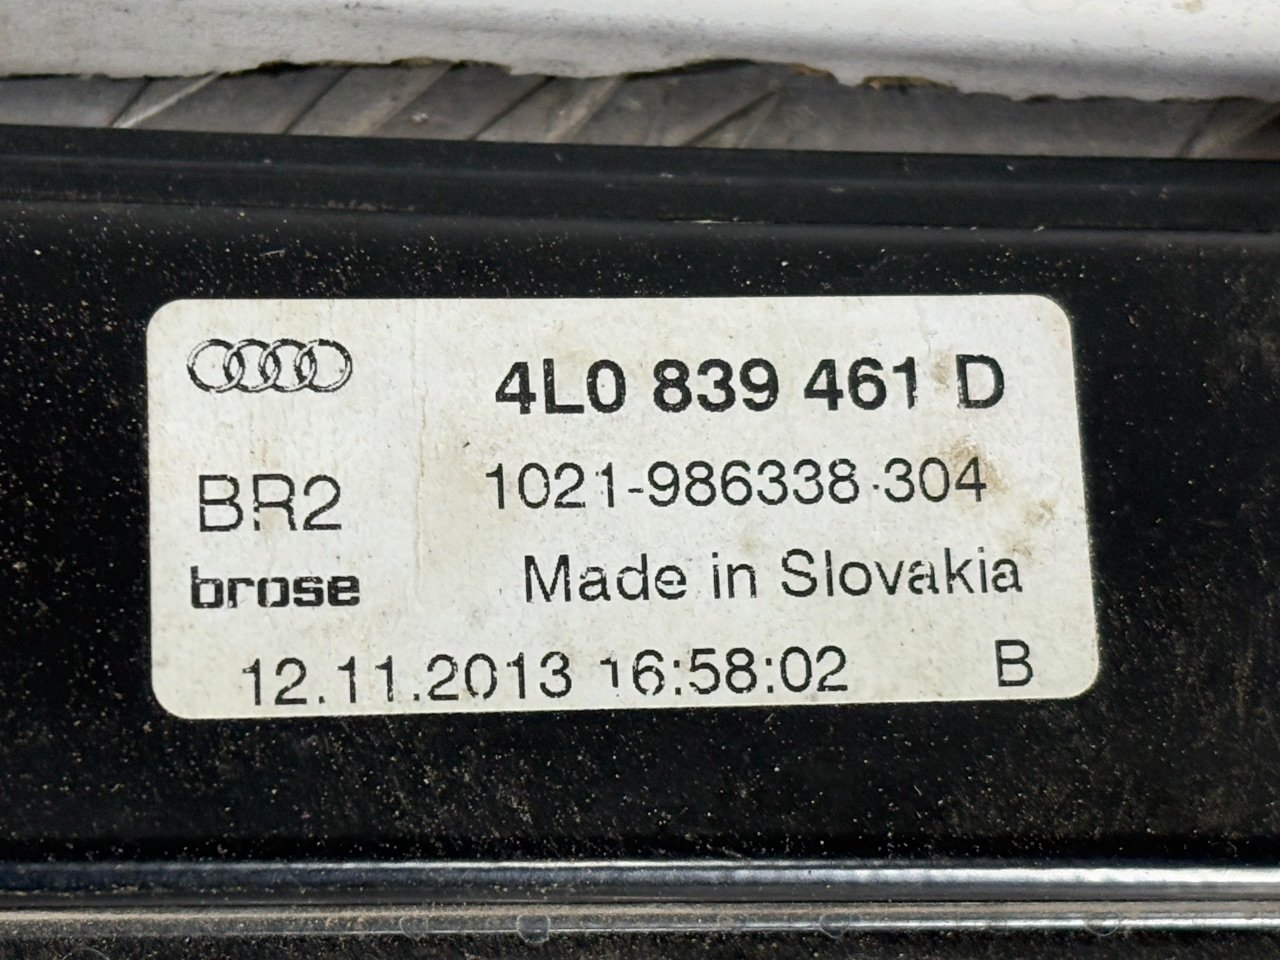 4L0 839 461 D
BR2 1021-986338-304
brose Made in Slovakia
12.11.2013 16:58:02 B